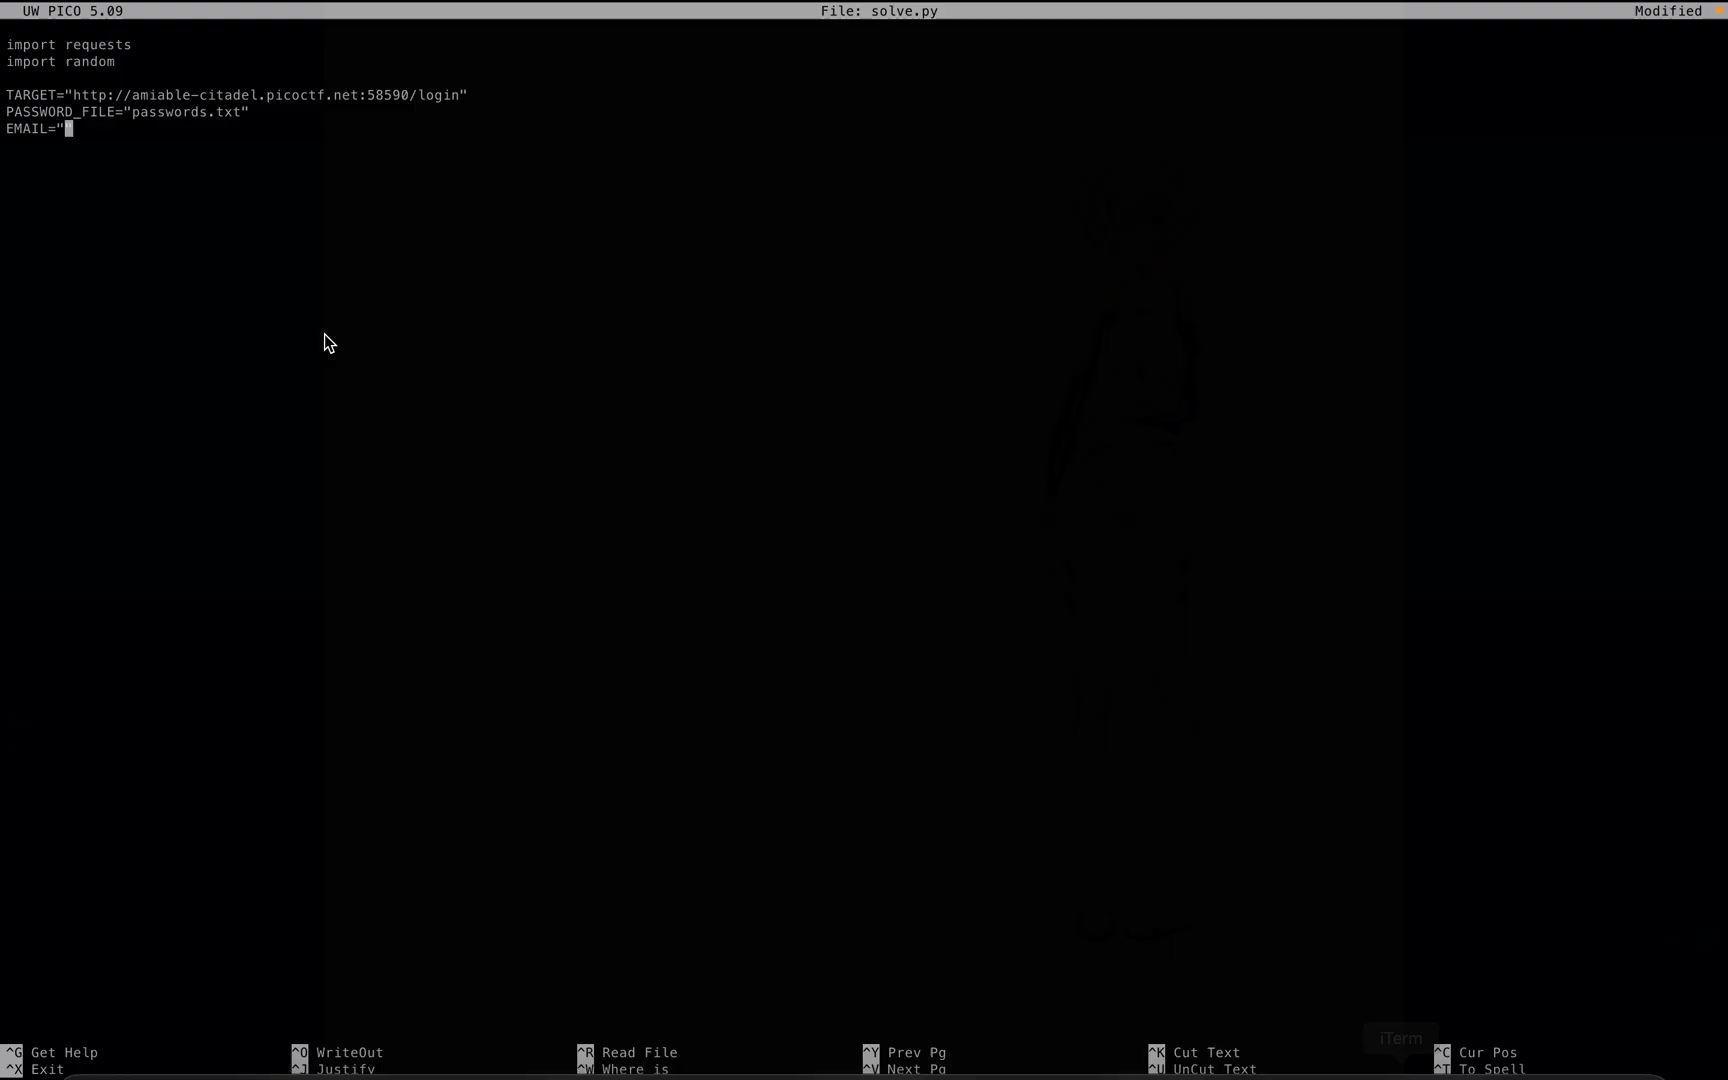 UW PICO 5.09 File: solve.py Modified
import requests
import random
TARGET="http://amiable-citadel.picoctf.net:58590/login"
PASSWORD_FILE="passwords.txt"
EMAIL=""
iTerm
^G Get Help ^O WriteOut ^R Read File ^Y Prev Pg ^K Cut Text ^C Cur Pos
^X Exit ^J Justify ^W Where is ^V Next Pg ^U UnCut Text ^T To Spell